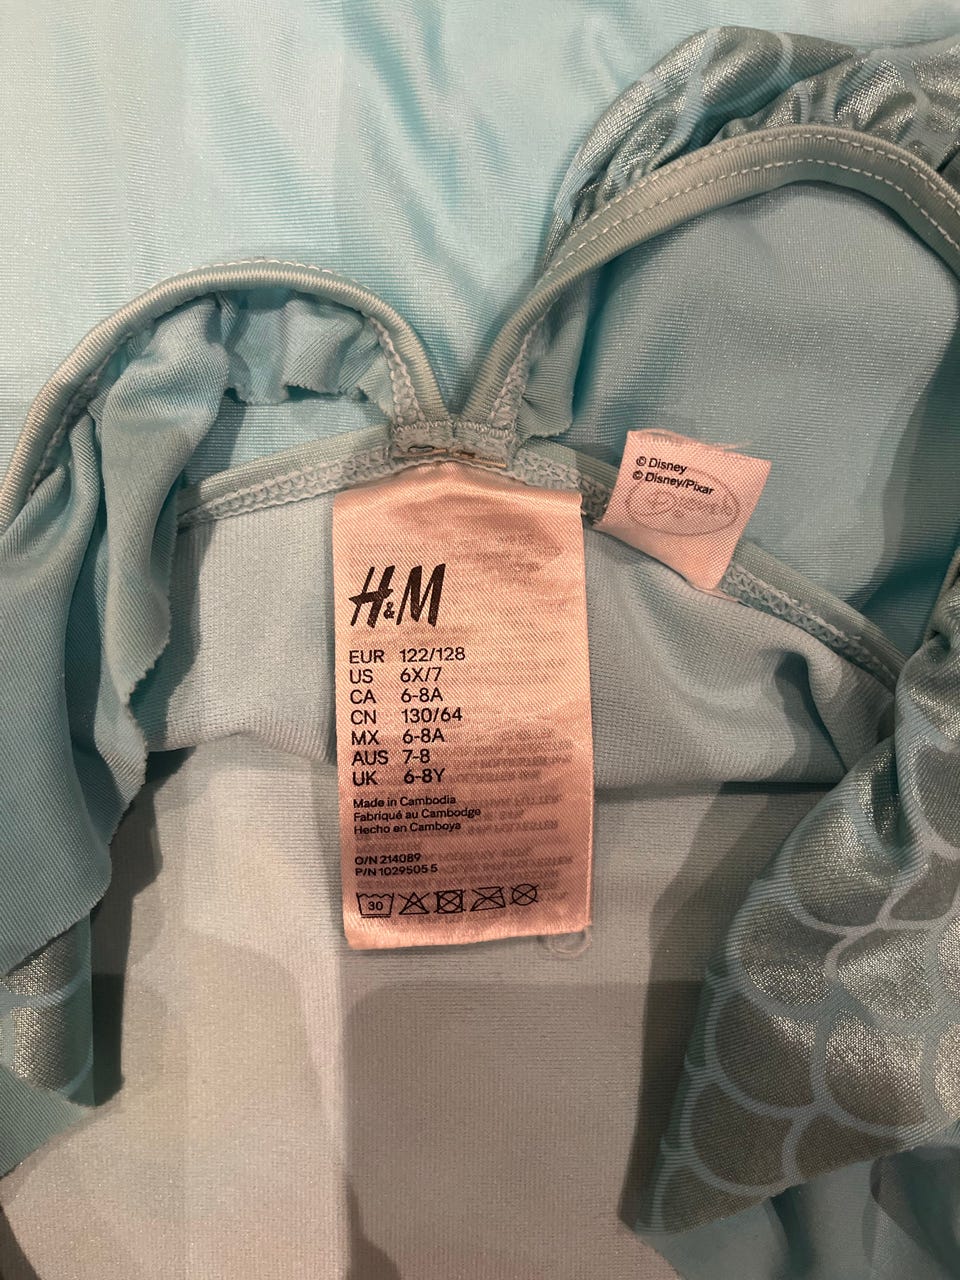 H&M
EUR 122/128
US 6X/7
CA 6-8A
CN 130/64
MX 6-8A
AUS 7-8
UK 6-8Y
Made in Cambodia
Fabriqué au Cambodge
Hecho en Camboya
O/N 214089
P/N 1029505 5
30
© Disney
© Disney/Pixar